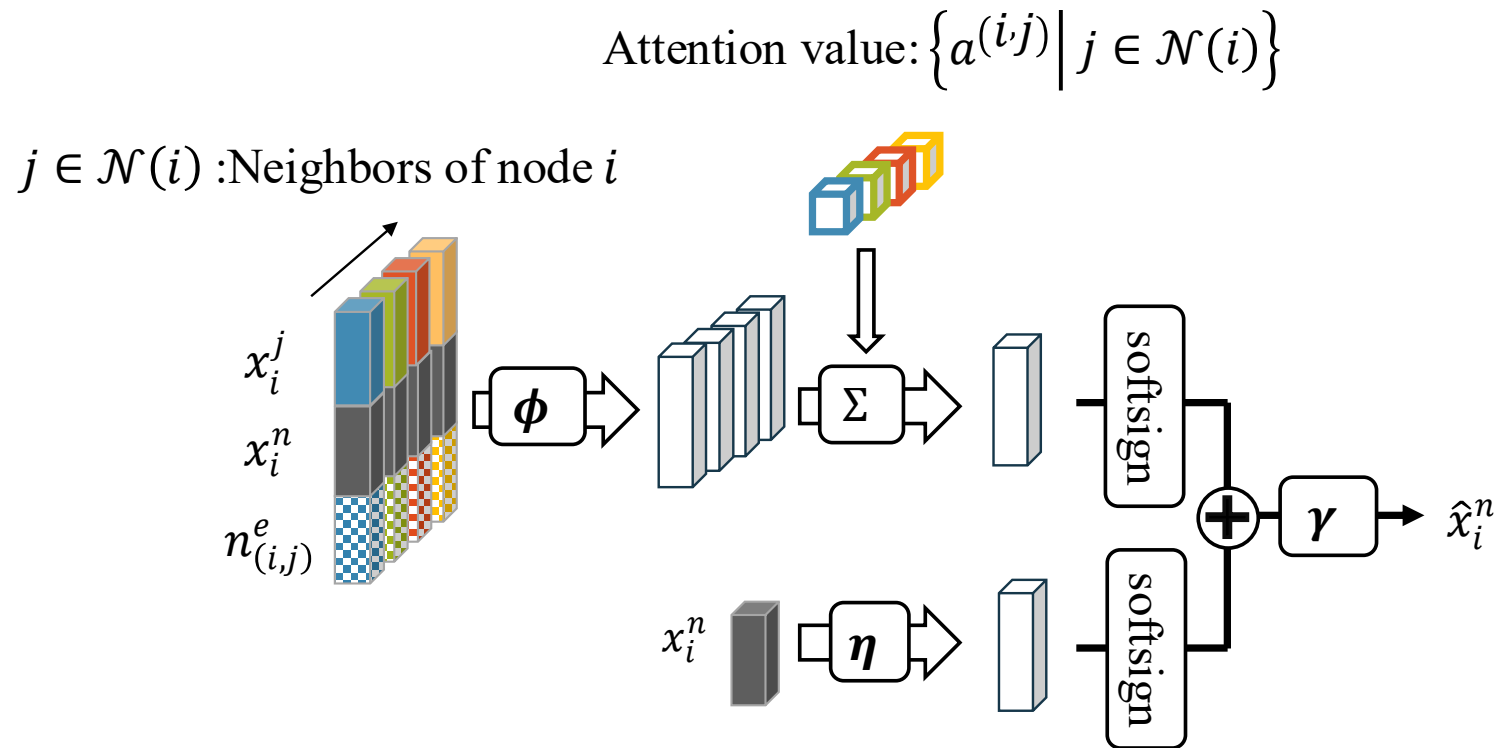 Attention value: {a^(i,j) | j ∈ 𝒩(i)}
j ∈ 𝒩(i) :Neighbors of node i
x_i^j
x_i^n
n_(i,j)^e
ϕ
Σ
softsign
+
γ
x̂_i^n
x_i^n
η
softsign